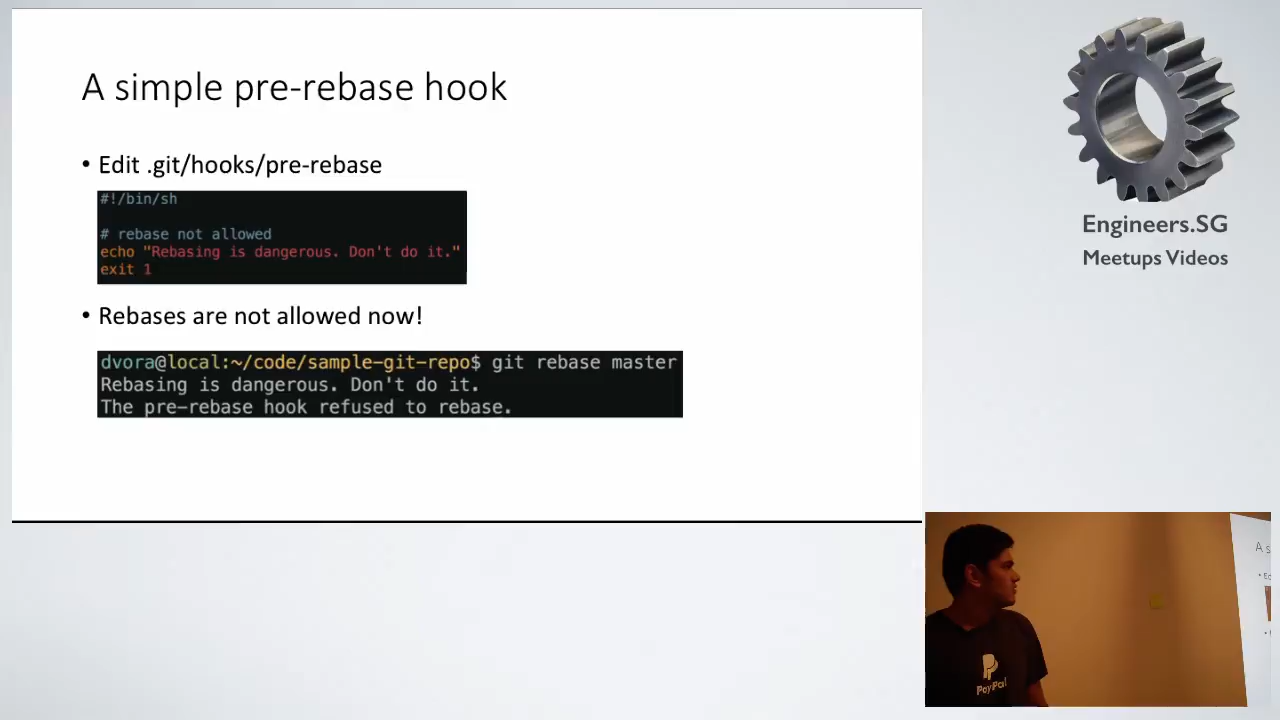 A simple pre-rebase hook
• Edit .git/hooks/pre-rebase
#!/bin/sh
# rebase not allowed
echo "Rebasing is dangerous. Don't do it."
exit 1
• Rebases are not allowed now!
dvora@local:~/code/sample-git-repo$ git rebase master
Rebasing is dangerous. Don't do it.
The pre-rebase hook refused to rebase.
Engineers.SG
Meetups Videos
PayPal
A s